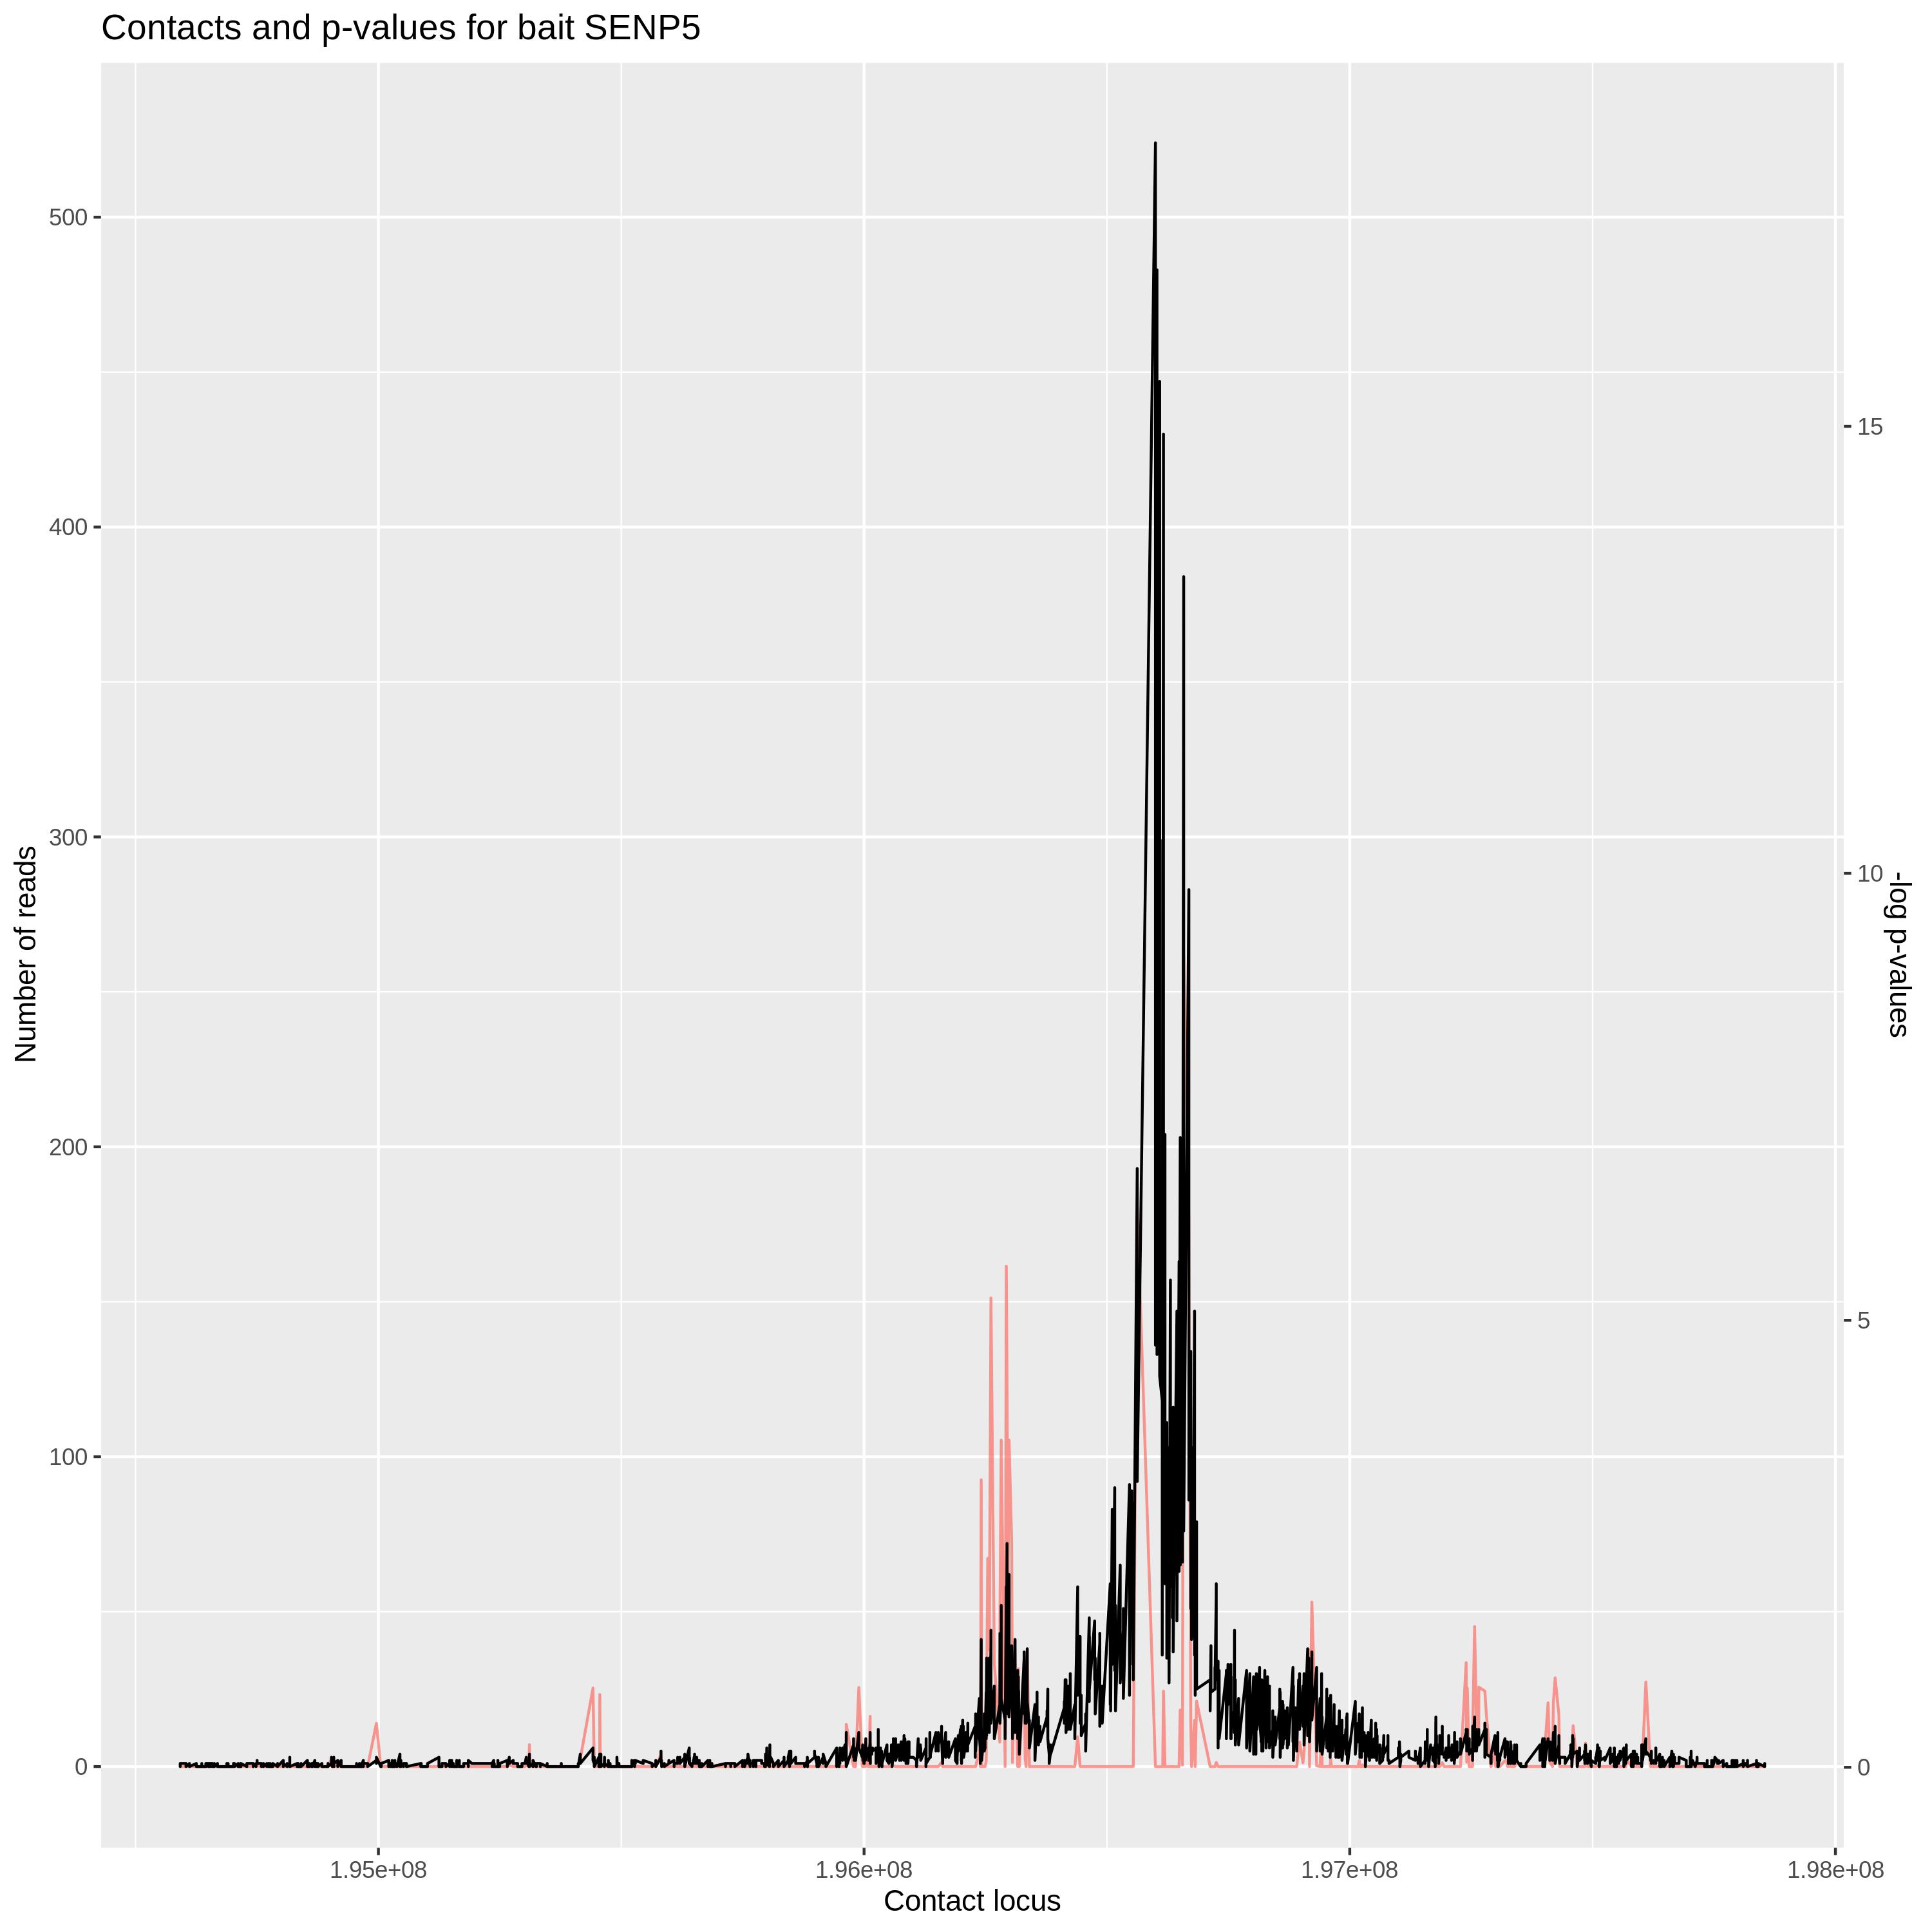 Contacts and p-values for bait SENP5
Number of reads
500
400
300
200
100
0
15
10
5
0
-log p-values
1.95e+08
1.96e+08
1.97e+08
1.98e+08
Contact locus